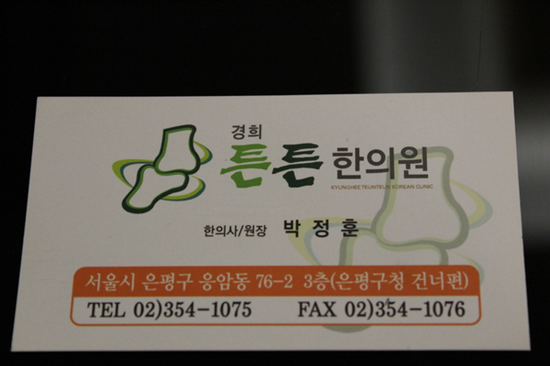 경희
튼튼 한의원
KYUNGHEE TEUNTEUN KOREAN CLINIC
한의사/원장 박정훈
서울시 은평구 응암동 76-2 3층(은평구청 건너편)
TEL 02)354-1075 FAX 02)354-1076